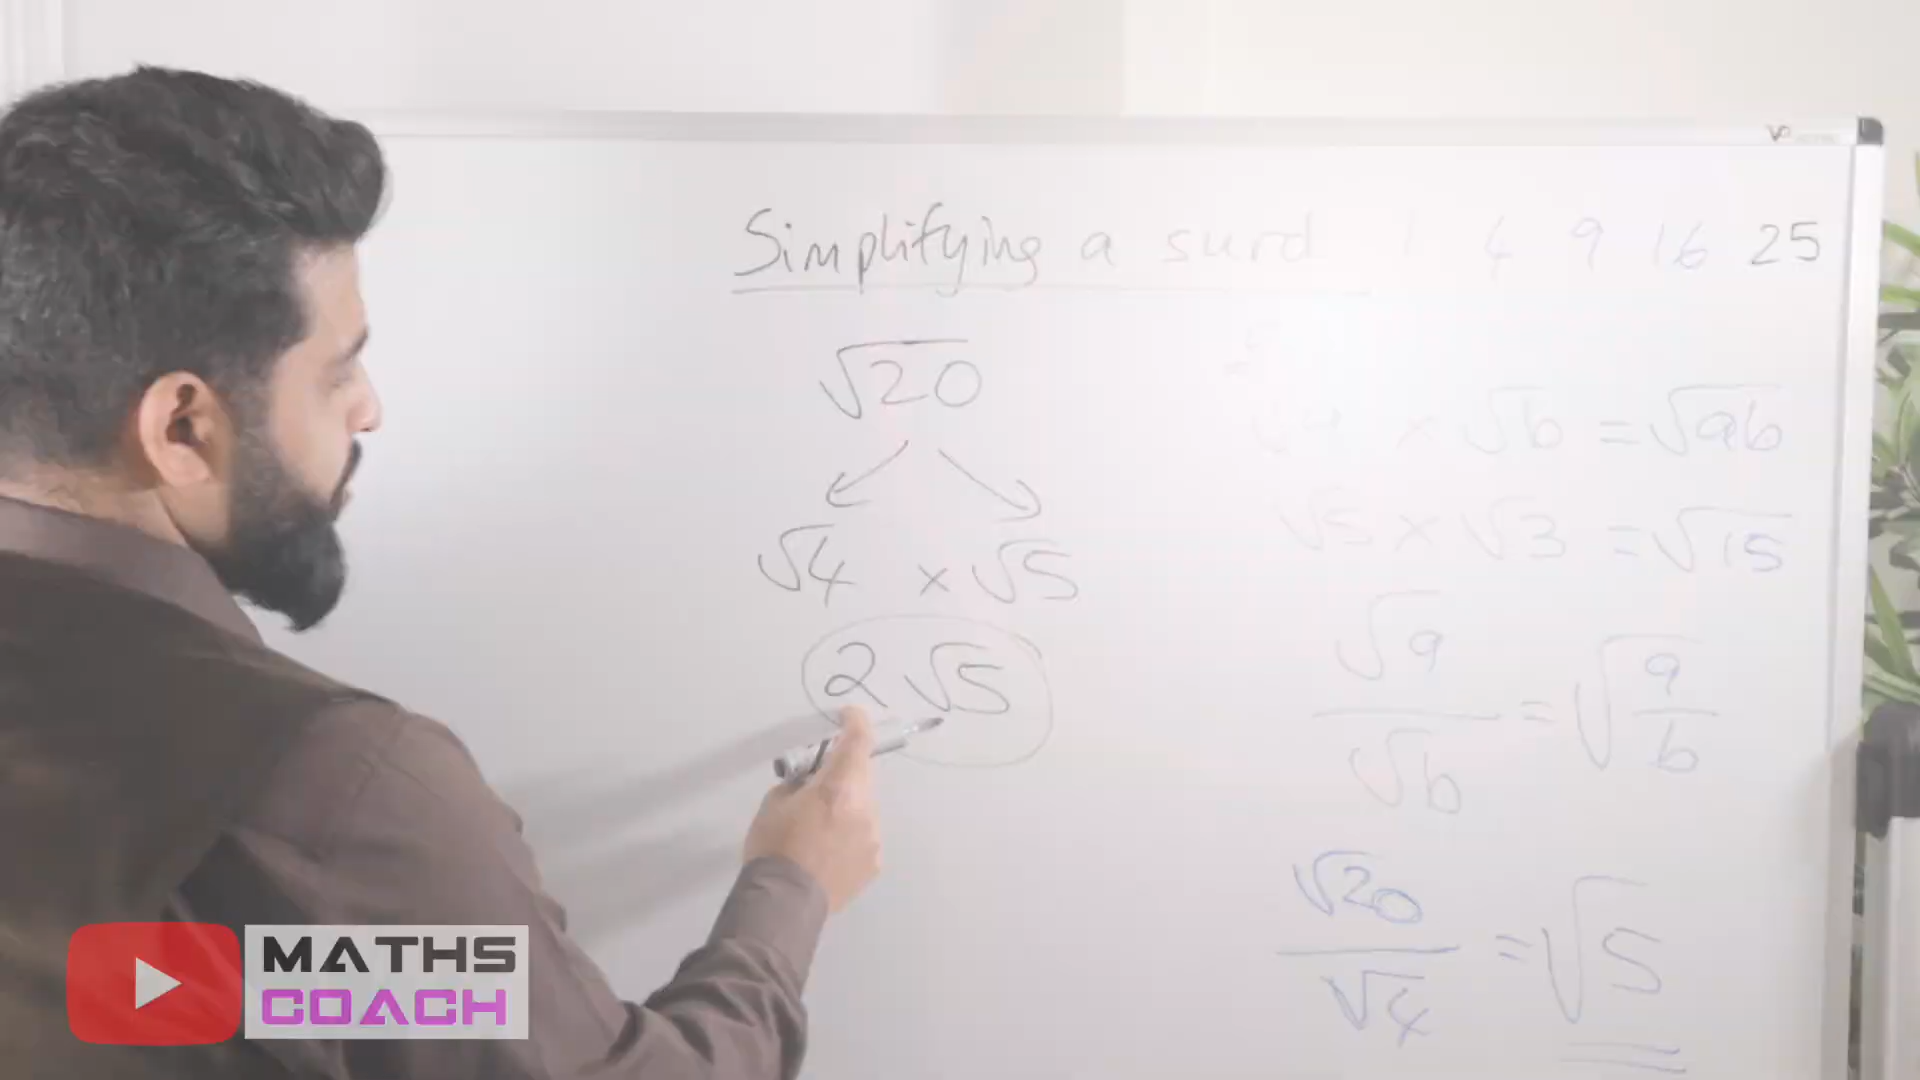 Simplifying a surd 1 4 9 16 25
√20
√4 × √5
2√5
√a × √b = √ab
√5 × √3 = √15
√a / √b = √(a/b)
√20 / √4 = √5
MATHS
COACH